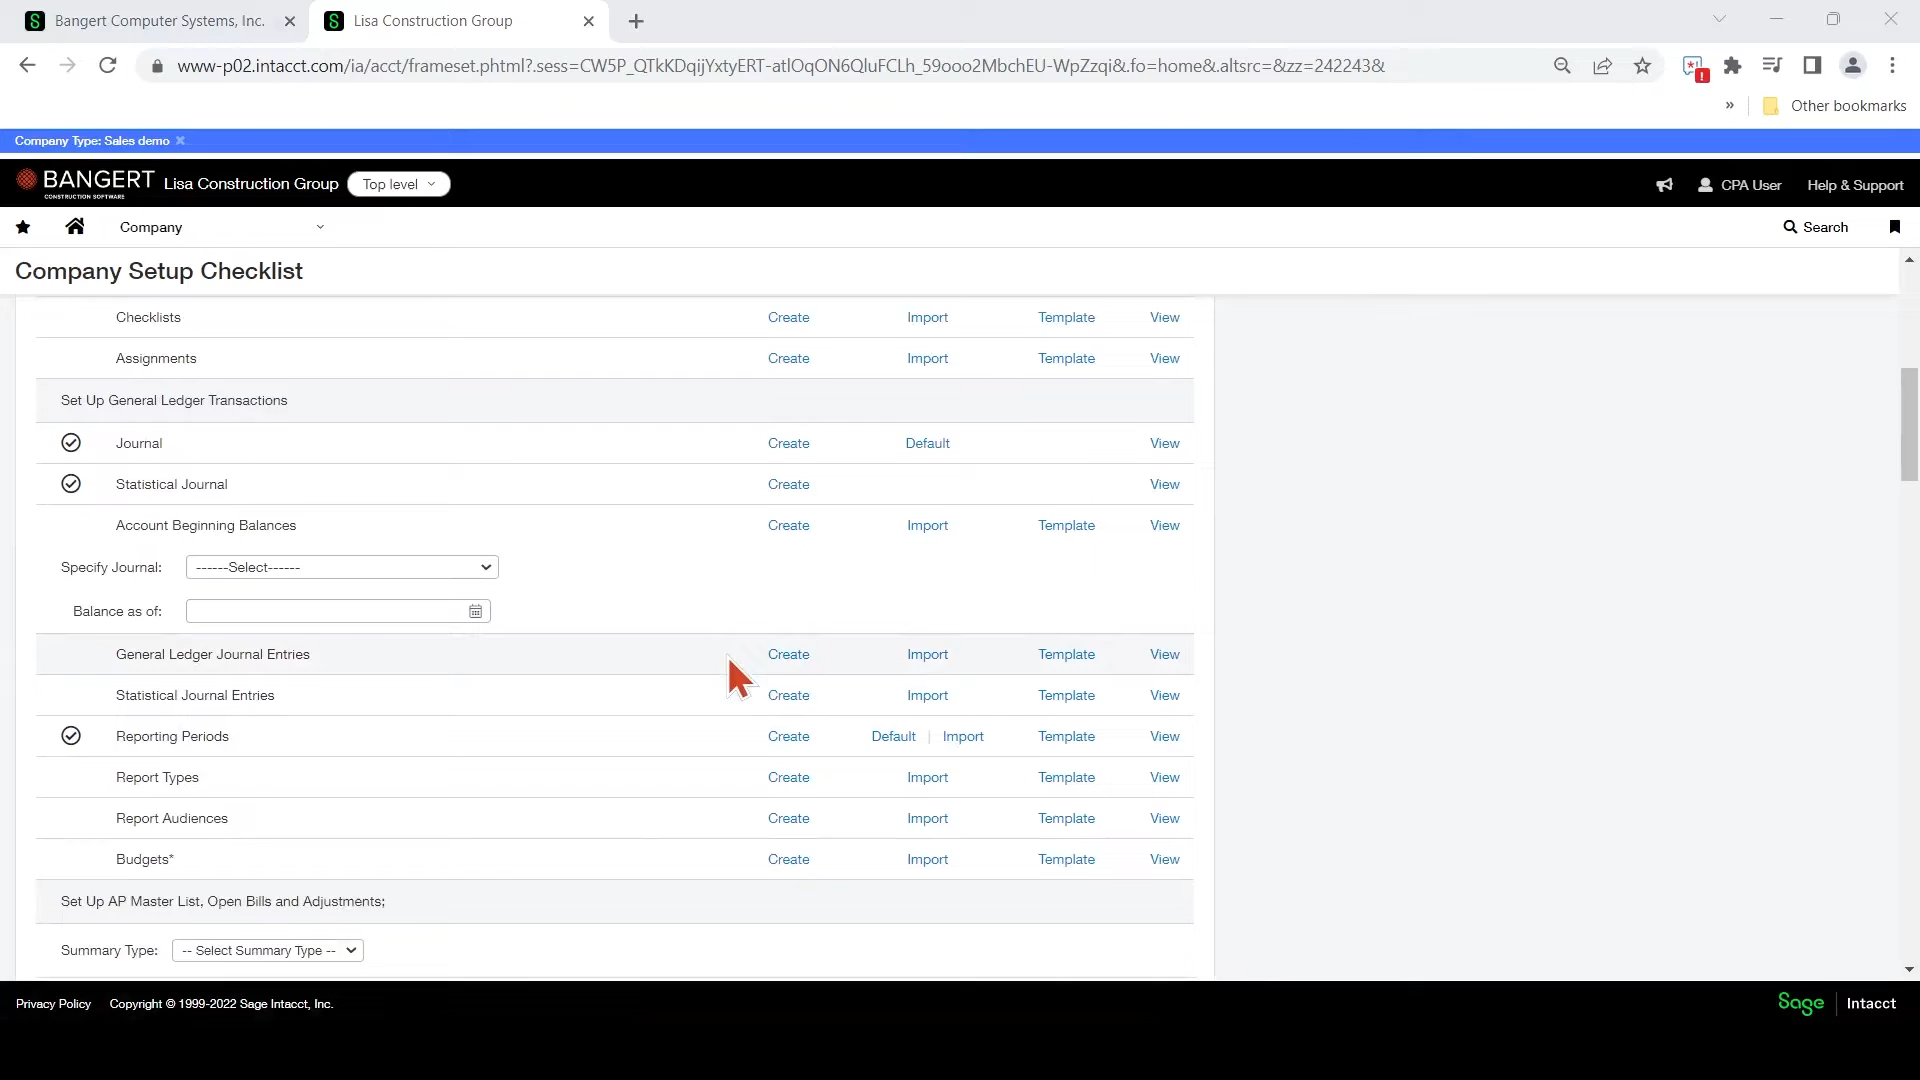 Bangert Computer Systems, Inc.
Lisa Construction Group
www-p02.intacct.com/ia/acct/frameset.phtml?.sess=CW5P_QTkKDqijYxtyERT-atlOqON6QluFCLh_59ooo2MbchEU-WpZzqi&.fo=home&.altsrc=&zz=242243&
» Other bookmarks
Company Type: Sales demo
BANGERT
CONSTRUCTION SOFTWARE
Lisa Construction Group Top level CPA User Help & Support
Company Search
Company Setup Checklist
Checklists Create Import Template View
Assignments Create Import Template View
Set Up General Ledger Transactions
Journal Create Default View
Statistical Journal Create View
Account Beginning Balances Create Import Template View
Specify Journal: ------Select------
Balance as of:
General Ledger Journal Entries Create Import Template View
Statistical Journal Entries Create Import Template View
Reporting Periods Create Default | Import Template View
Report Types Create Import Template View
Report Audiences Create Import Template View
Budgets* Create Import Template View
Set Up AP Master List, Open Bills and Adjustments;
Summary Type: -- Select Summary Type --
Privacy Policy Copyright © 1999-2022 Sage Intacct, Inc. Sage Intacct